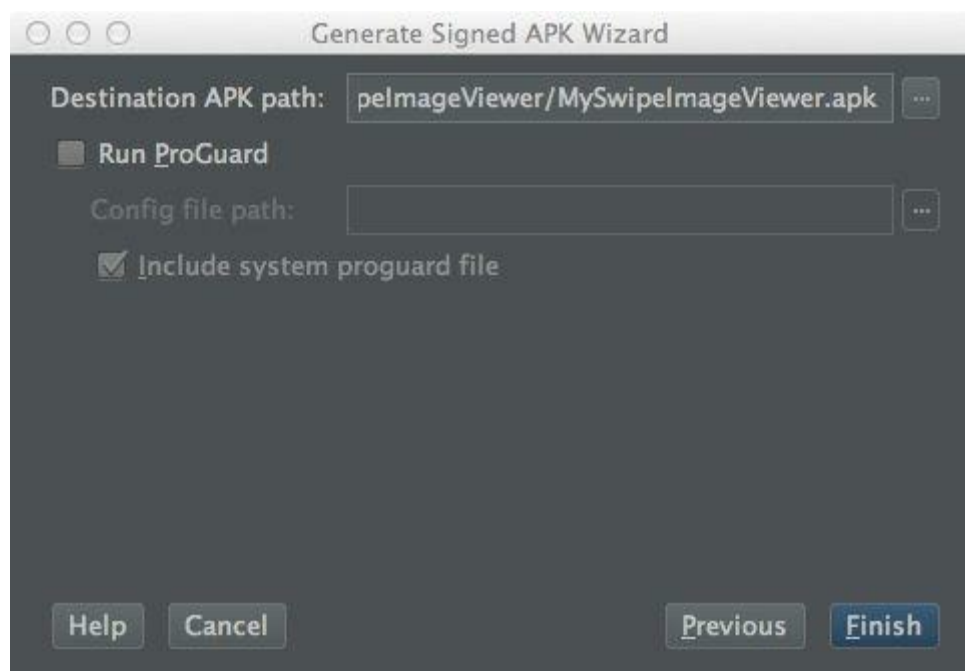 Generate Signed APK Wizard
Destination APK path: peImageViewer/MySwipeImageViewer.apk ...
Run ProGuard
Config file path: ...
Include system proguard file
Help Cancel Previous Finish